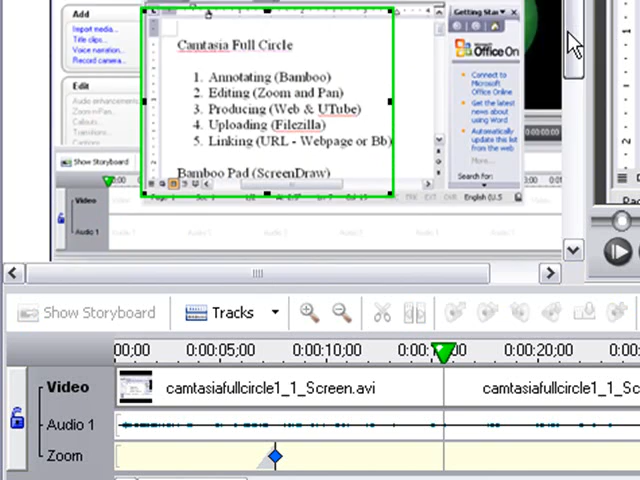 Add
Import media...
Title clips...
Voice narration...
Record camera...
Edit
Audio enhancements...
Zoom-n-Pan...
Callouts...
Transitions...
Captions...
Camtasia Full Circle
1. Annotating (Bamboo)
2. Editing (Zoom and Pan)
3. Producing (Web & UTube)
4. Uploading (Filezilla)
5. Linking (URL - Webpage or Bb)
Bamboo Pad (ScreenDraw)
Getting Star
Office On
Connect to Microsoft Office Online
Get the latest news about using Word
Automatically update this list from the web
More...
Search for:
English (U.S
Show Storyboard
Video
Audio 1
Show Storyboard
Tracks
00;00 0:00:05;00 0:00:10;00 0:00:20;00
Video
camtasiafullcircle1_1_Screen.avi
Audio 1
Zoom